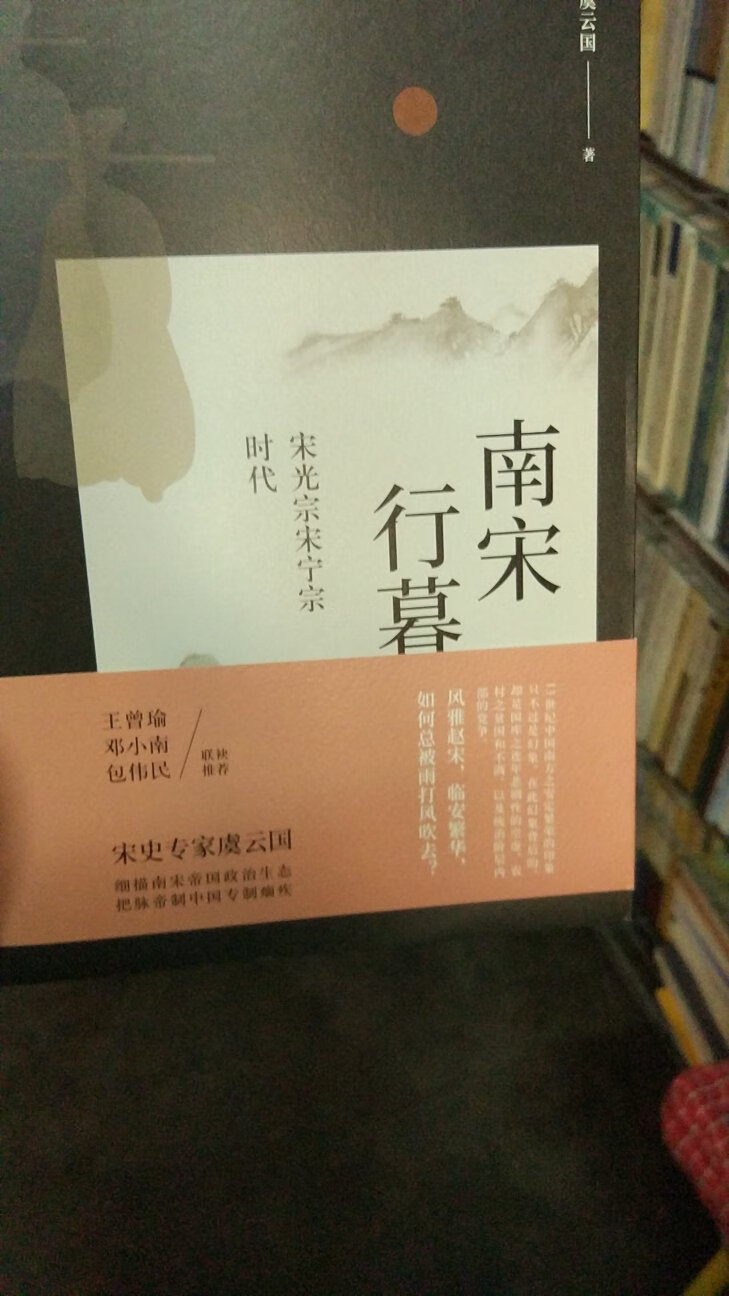 虞云国
著
南宋
行暮
宋光宗宋宁宗
时代
风雅赵宋，临安繁华，
如何总被雨打风吹去？
王曾瑜
邓小南
包伟民
联袂
推荐
宋史专家虞云国
细描南宋帝国政治生态
把脉帝制中国专制痼疾